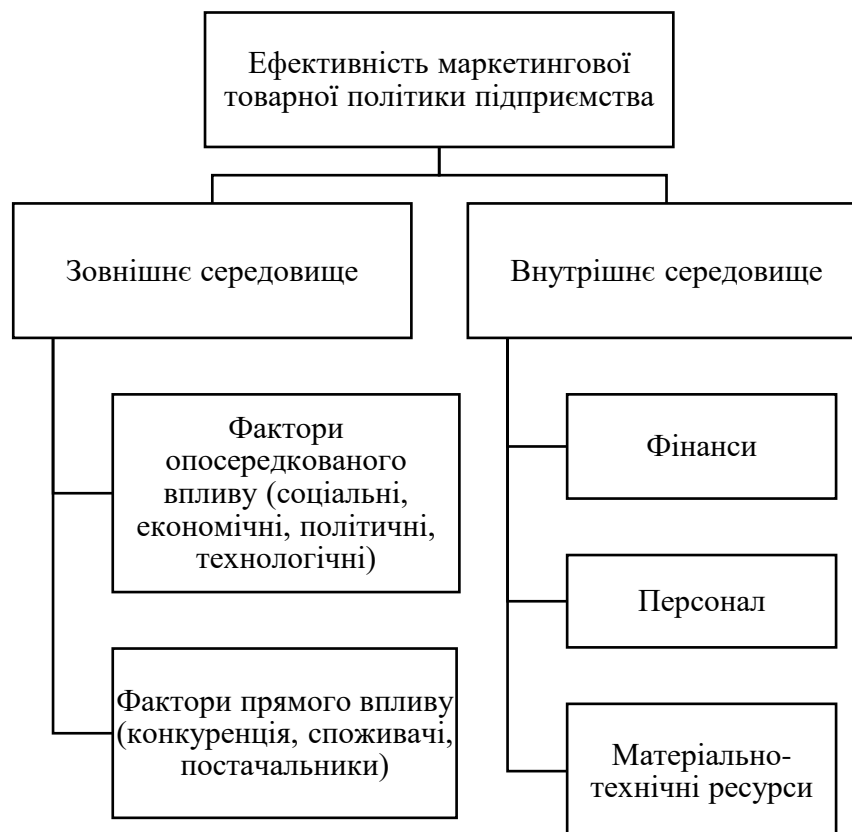 Ефективність маркетингової
товарної політики підприємства
Зовнішнє середовище
Внутрішнє середовище
Фактори
опосередкованого
впливу (соціальні,
економічні, політичні,
технологічні)
Фактори прямого впливу
(конкуренція, споживачі,
постачальники)
Фінанси
Персонал
Матеріально-
технічні ресурси